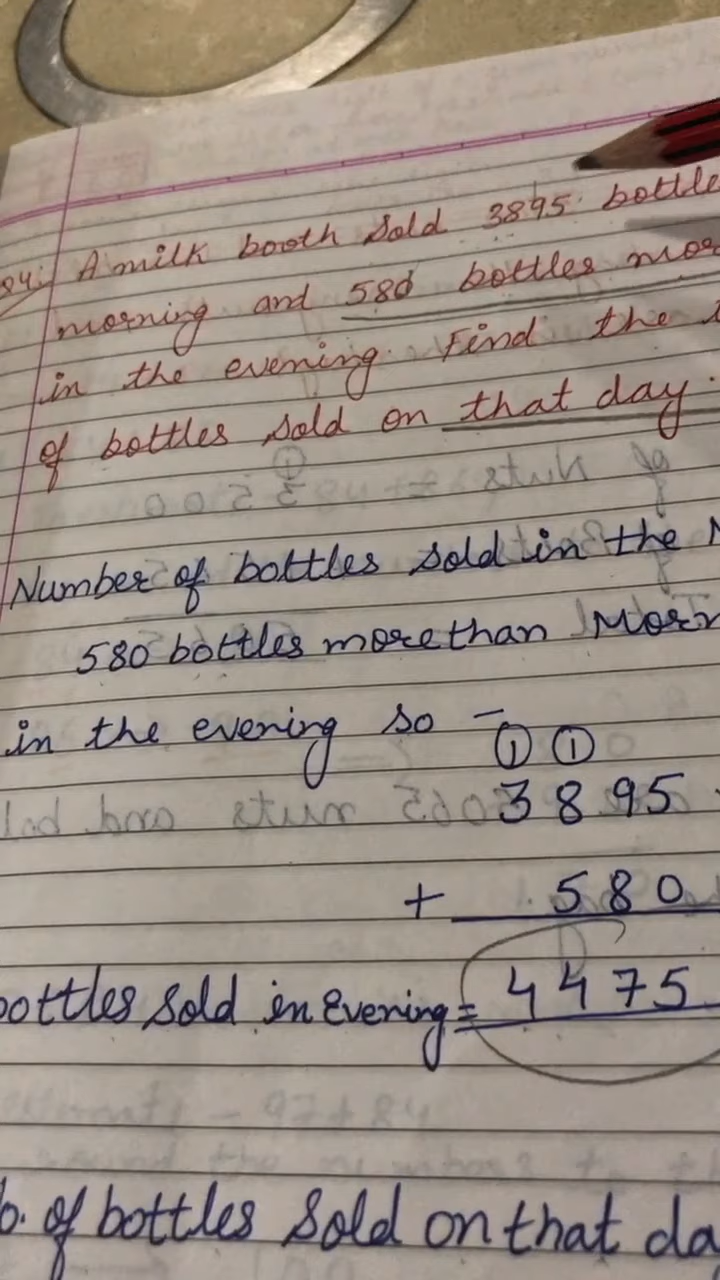 A milk booth sold 3895 bottle
morning and 580 bottles mor
in the evening. Find the
of bottles sold on that day.
Number of bottles sold in the
580 bottles more than Morn
in the evening so -
1 1
3895
+ 580
bottles sold in Evening = 4475
of bottles sold on that da